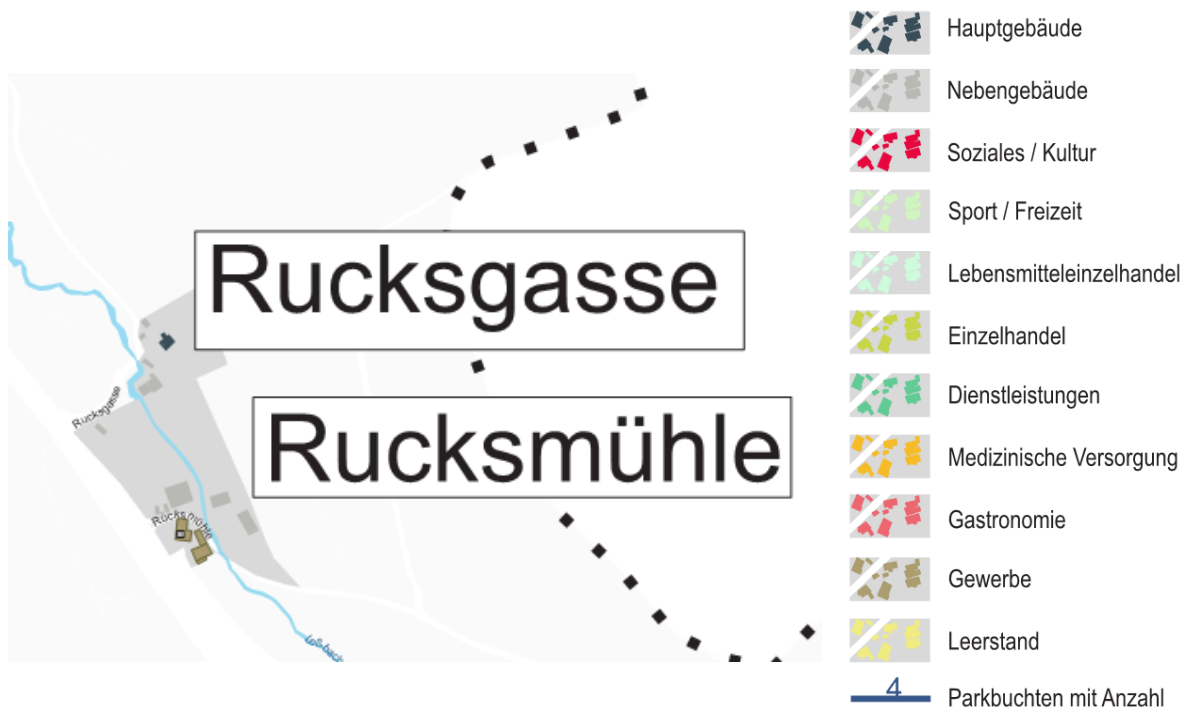 Rucksgasse
Rucksmühle
Rucksgasse
Rucksmühle
Hauptgebäude
Nebengebäude
Soziales / Kultur
Sport / Freizeit
Lebensmitteleinzelhandel
Einzelhandel
Dienstleistungen
Medizinische Versorgung
Gastronomie
Gewerbe
Leerstand
4 Parkbuchten mit Anzahl